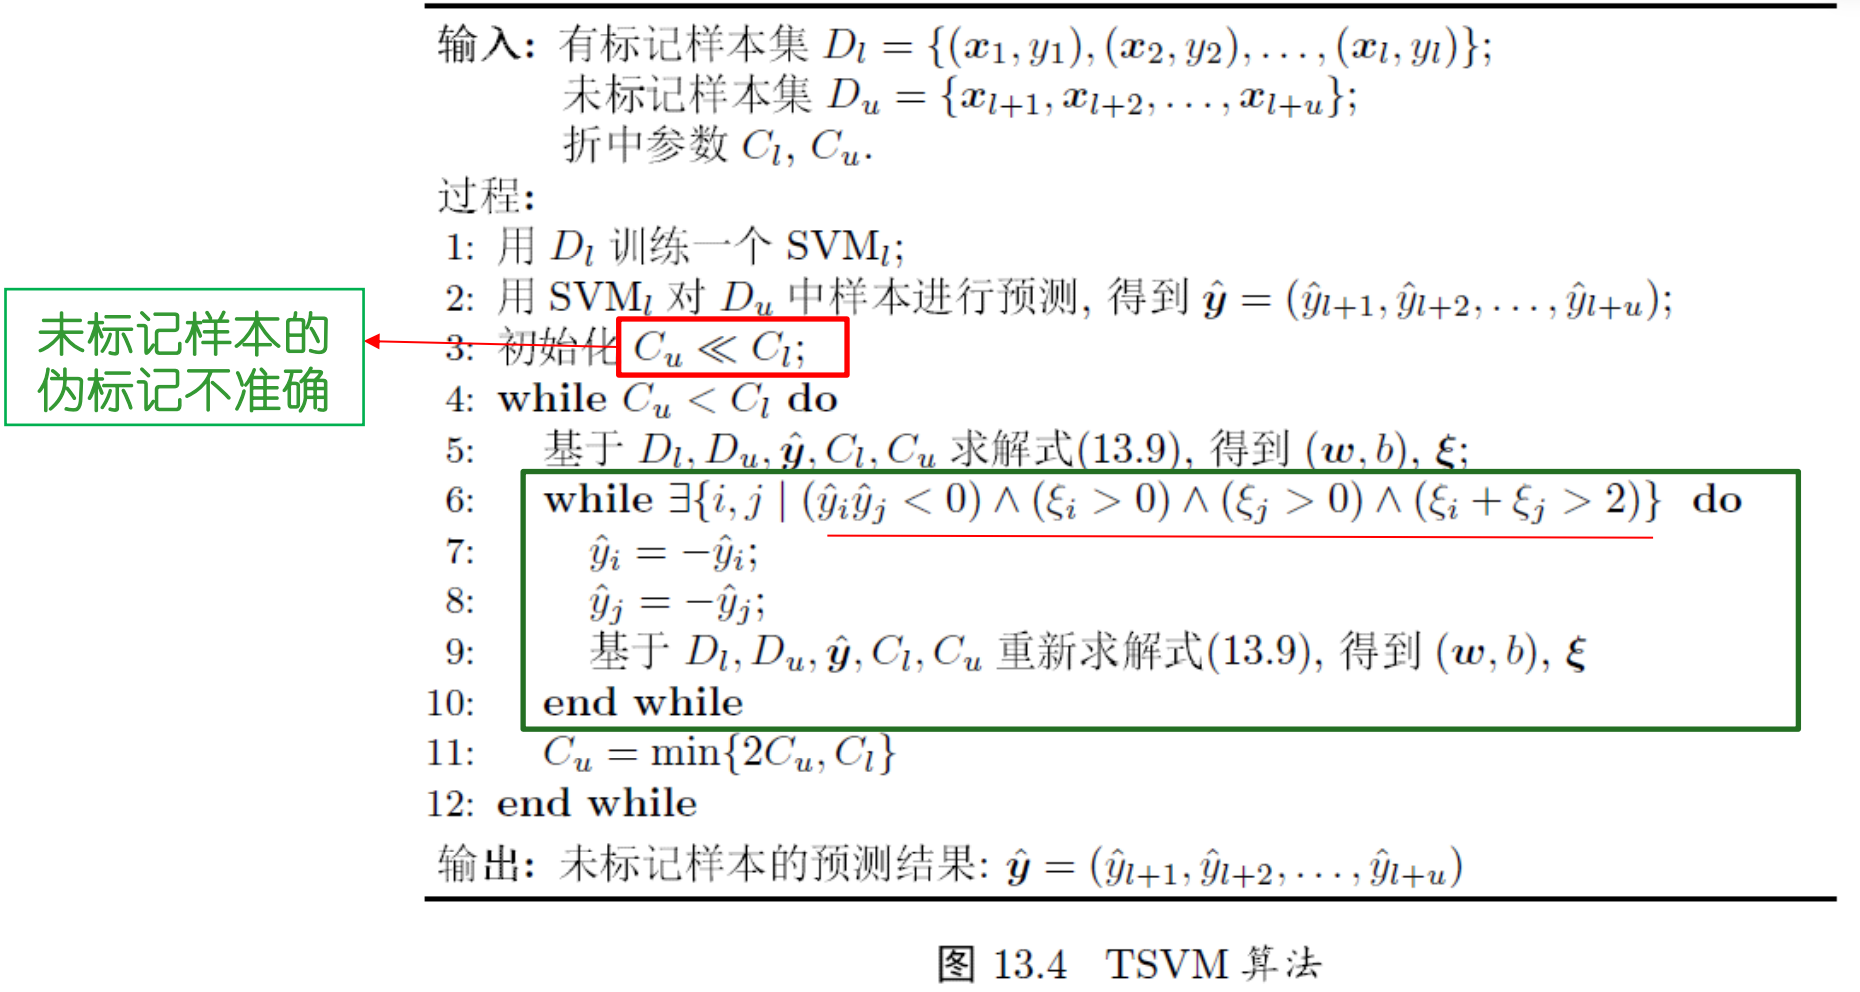 输入: 有标记样本集 $D_l = \{(\boldsymbol{x}_1, y_1), (\boldsymbol{x}_2, y_2), \ldots, (\boldsymbol{x}_l, y_l)\}$;
未标记样本集 $D_u = \{\boldsymbol{x}_{l+1}, \boldsymbol{x}_{l+2}, \ldots, \boldsymbol{x}_{l+u}\}$;
折中参数 $C_l$, $C_u$.
过程:
1: 用 $D_l$ 训练一个 SVM$_l$;
2: 用 SVM$_l$ 对 $D_u$ 中样本进行预测, 得到 $\hat{\boldsymbol{y}} = (\hat{y}_{l+1}, \hat{y}_{l+2}, \ldots, \hat{y}_{l+u})$;
未标记样本的
伪标记不准确
3: 初始化 $C_u \ll C_l$;
4: while $C_u < C_l$ do
5: 基于 $D_l, D_u, \hat{\boldsymbol{y}}, C_l, C_u$ 求解式(13.9), 得到 $(\boldsymbol{w}, b)$, $\boldsymbol{\xi}$;
6: while $\exists\{i, j \mid (\hat{y}_i\hat{y}_j < 0) \wedge (\xi_i > 0) \wedge (\xi_j > 0) \wedge (\xi_i + \xi_j > 2)\}$ do
7: $\hat{y}_i = -\hat{y}_i$;
8: $\hat{y}_j = -\hat{y}_j$;
9: 基于 $D_l, D_u, \hat{\boldsymbol{y}}, C_l, C_u$ 重新求解式(13.9), 得到 $(\boldsymbol{w}, b)$, $\boldsymbol{\xi}$
10: end while
11: $C_u = \min\{2C_u, C_l\}$
12: end while
输出: 未标记样本的预测结果: $\hat{\boldsymbol{y}} = (\hat{y}_{l+1}, \hat{y}_{l+2}, \ldots, \hat{y}_{l+u})$
图 13.4 TSVM 算法